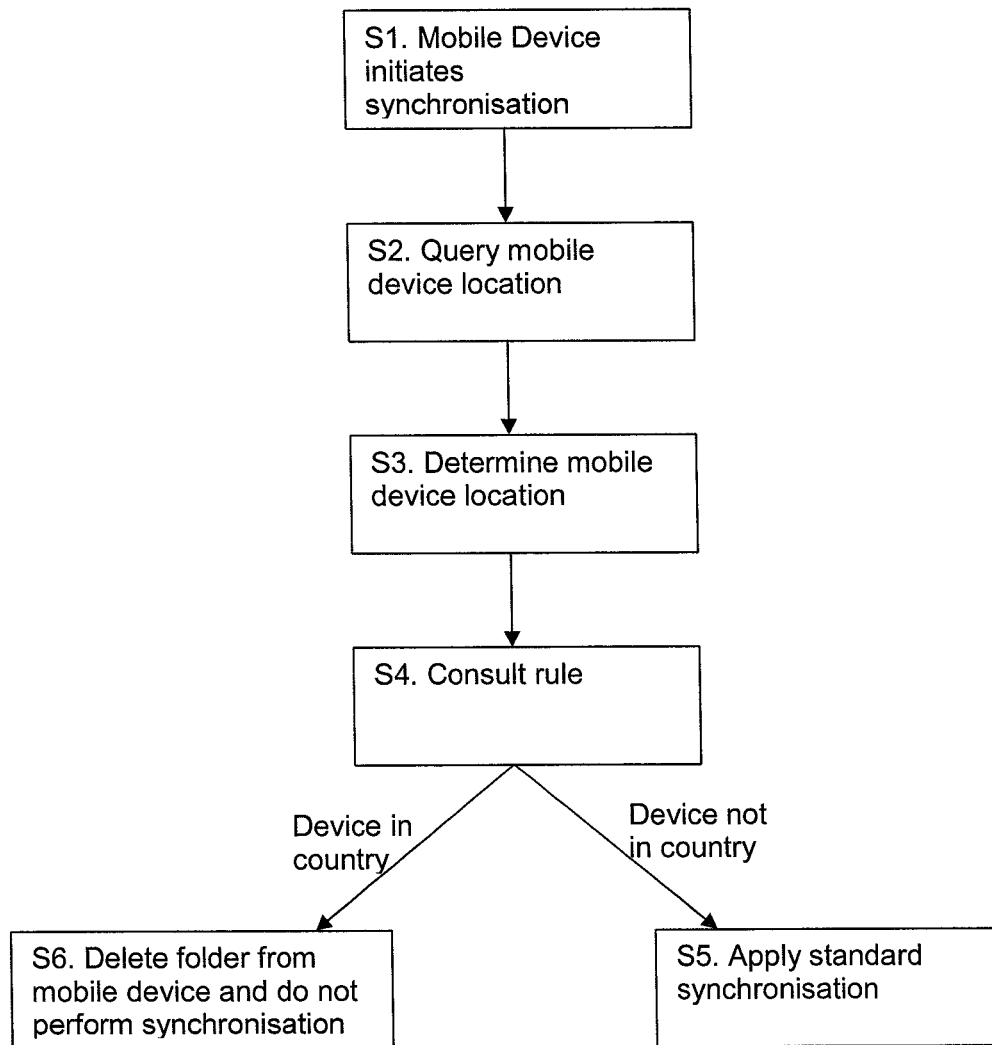 S1. Mobile Device
initiates
synchronisation
S2. Query mobile
device location
S3. Determine mobile
device location
S4. Consult rule
Device in
country
Device not
in country
S6. Delete folder from
mobile device and do not
perform synchronisation
S5. Apply standard
synchronisation